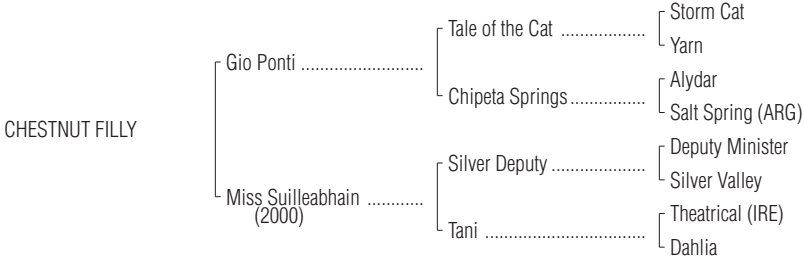 Storm Cat
Tale of the Cat ..................
Yarn
Gio Ponti ..........................
Alydar
Chipeta Springs................
Salt Spring (ARG)
CHESTNUT FILLY
Deputy Minister
Silver Deputy ....................
Silver Valley
Miss Suilleabhain ............
(2000)
Theatrical (IRE)
Tani ..................................
Dahlia